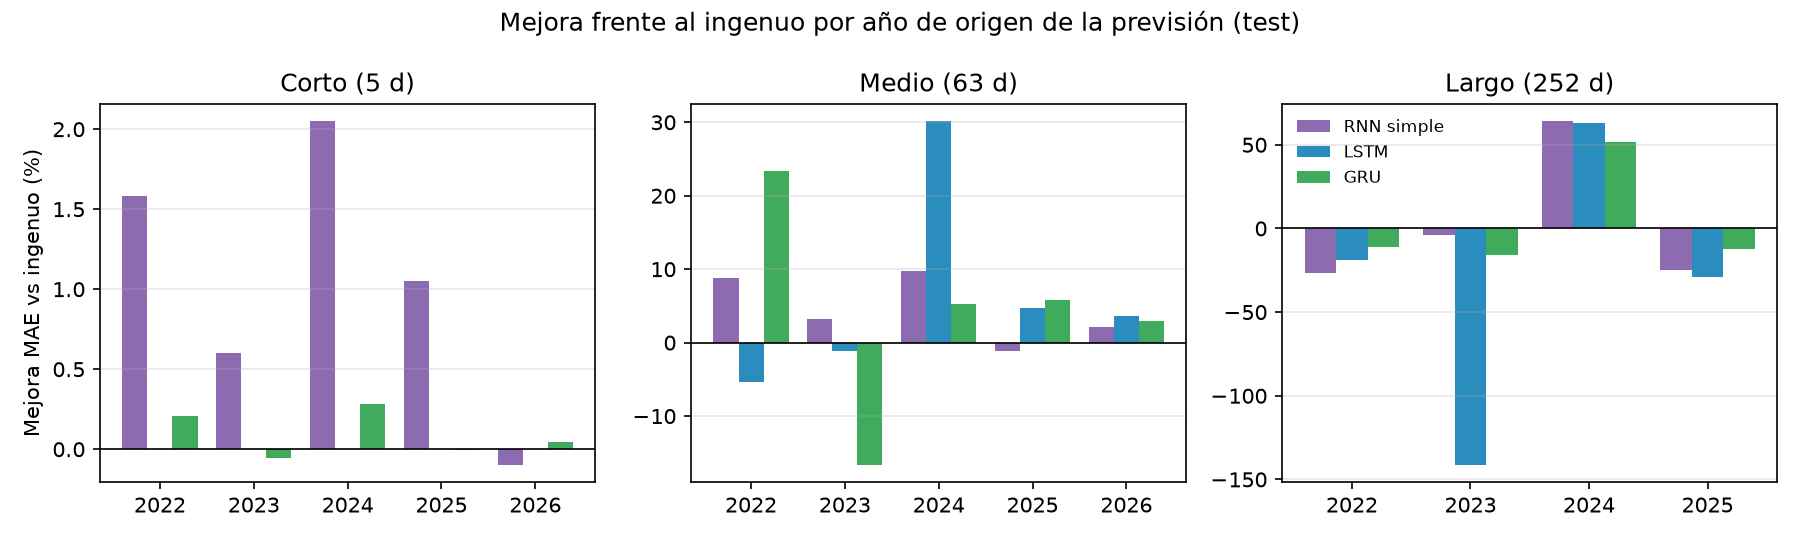 Mejora frente al ingenuo por año de origen de la previsión (test)
Corto (5 d)
Mejora MAE vs ingenuo (%)
2.0
1.5
1.0
0.5
0.0
2022 2023 2024 2025 2026
Medio (63 d)
30
20
10
0
−10
2022 2023 2024 2025 2026
Largo (252 d)
RNN simple
LSTM
GRU
50
0
−50
−100
−150
2022 2023 2024 2025